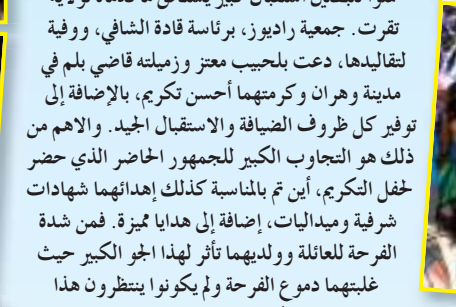 تقرت. جمعية راديوز، برئاسة قادة الشافي، ووفية
لتقاليدها، دعت بلحبيب معتز وزميلته قاضي بلم في
مدينة وهران وكرمتهما أحسن تكريم، بالإضافة إلى
توفير كل ظروف الضيافة والاستقبال الجيد. والاهم من
ذلك هو التجاوب الكبير للجمهور الحاضر الذي حضر
لحفل التكريم، أين تم بالمناسبة كذلك إهدائهما شهادات
شرفية وميداليات، إضافة إلى هدايا مميزة. فمن شدة
الفرحة للعائلة وولديهما تأثر لهذا الجو الكبير حيث
غلبتهما دموع الفرحة ولم يكونوا ينتظرون هذا